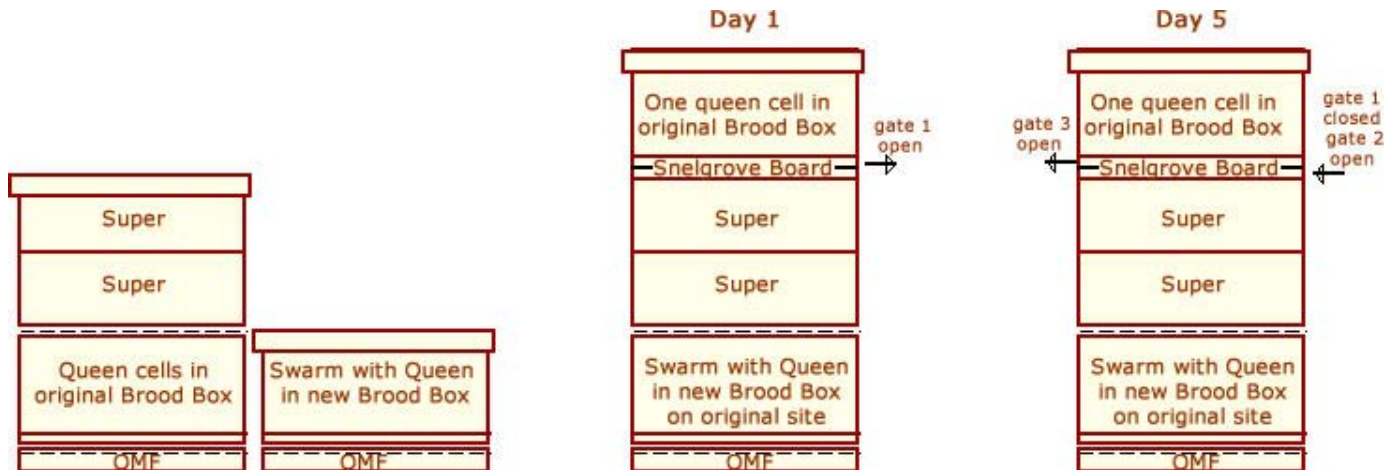 Day 1
Day 5
Super
Super
Queen cells in
original Brood Box
OMF
Swarm with Queen
in new Brood Box
OMF
One queen cell in
original Brood Box
gate 1
open
Snelgrove Board
Super
Super
Swarm with Queen
in new Brood Box
on original site
OMF
gate 3
open
One queen cell in
original Brood Box
gate 1
closed
gate 2
open
Snelgrove Board
Super
Super
Swarm with Queen
in new Brood Box
on original site
OMF